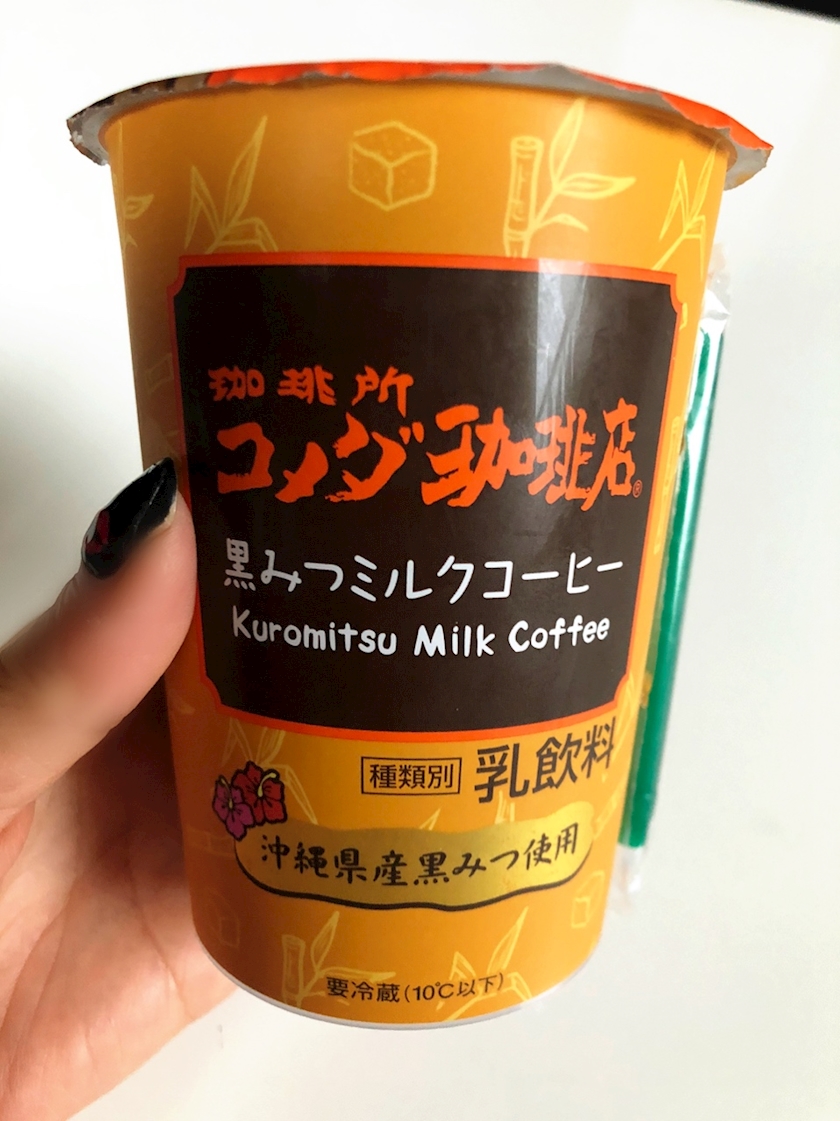 珈琲所
コメダ珈琲店®
黒みつミルクコーヒー
Kuromitsu Milk Coffee
種類別 乳飲料
沖縄県産黒みつ使用
要冷蔵(10℃以下)